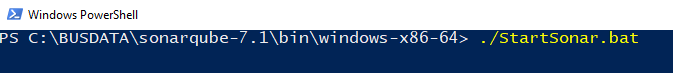 Windows PowerShell
PS C:\BUSDATA\sonarqube-7.1\bin\windows-x86-64> ./StartSonar.bat